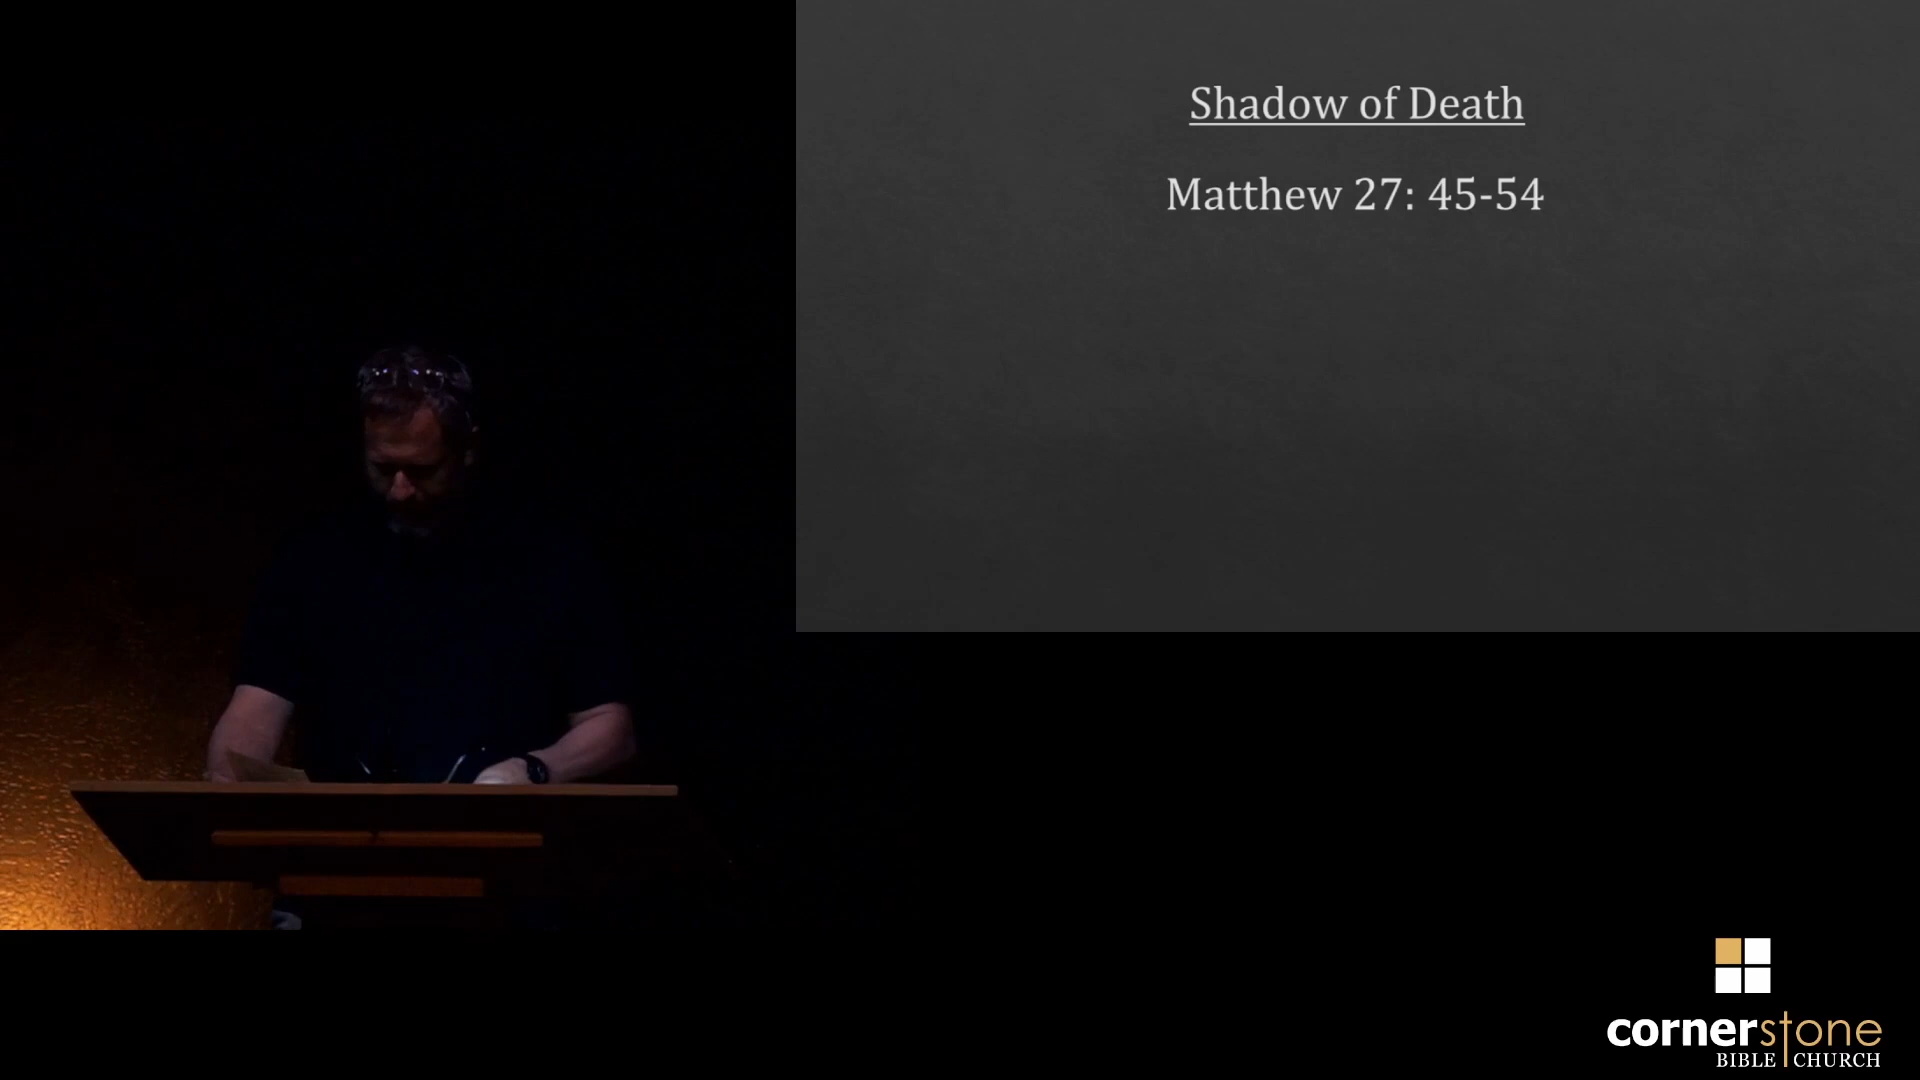 Shadow of Death
Matthew 27: 45-54
cornerstone
BIBLE CHURCH